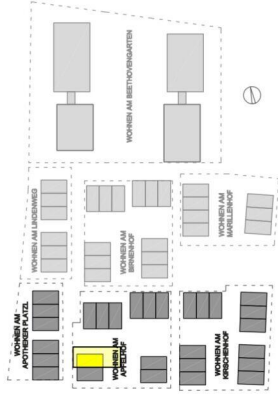 WOHNEN AM BEETHOVENGARTEN
WOHNEN AM LINDENWEG
WOHNEN AM
BIRNENHOF
WOHNEN AM
MARILLENHOF
WOHNEN AM
APOTHEKER PLATZL
WOHNEN AM
APFELHOF
WOHNEN AM
KIRSCHENHOF